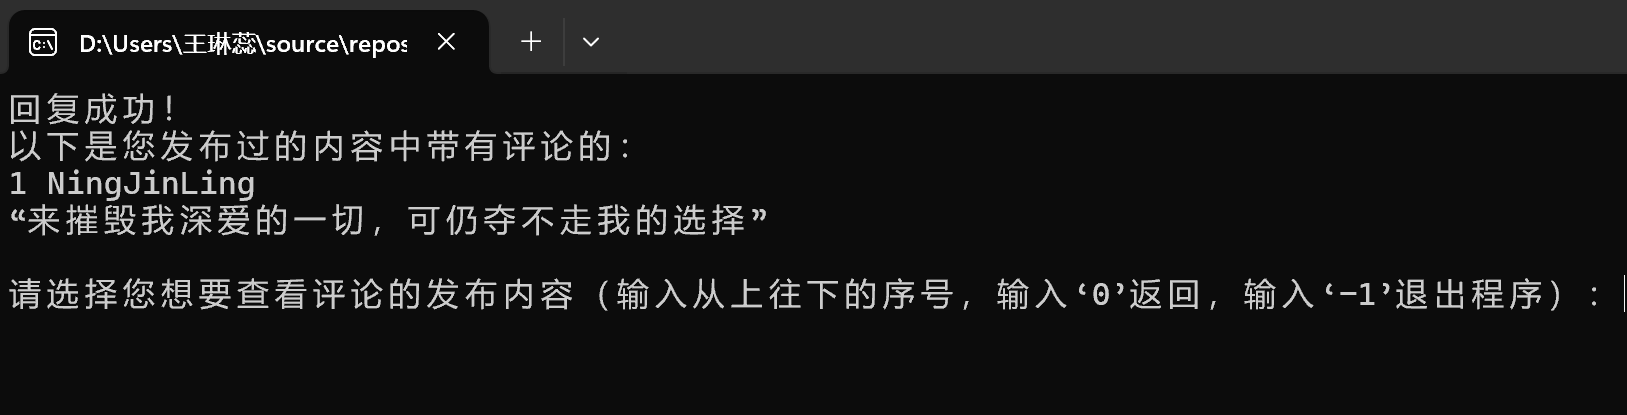 D:\Users\王琳蕊\source\repos
回复成功！
以下是您发布过的内容中带有评论的：
1 NingJinLing
“来摧毁我深爱的一切，可仍夺不走我的选择”
请选择您想要查看评论的发布内容（输入从上往下的序号，输入‘0’返回，输入‘-1’退出程序）：